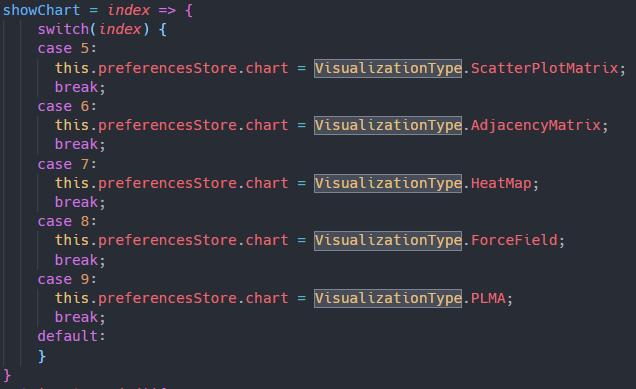 showChart = index => {
switch(index) {
case 5:
this.preferencesStore.chart = VisualizationType.ScatterPlotMatrix;
break;
case 6:
this.preferencesStore.chart = VisualizationType.AdjacencyMatrix;
break;
case 7:
this.preferencesStore.chart = VisualizationType.HeatMap;
break;
case 8:
this.preferencesStore.chart = VisualizationType.ForceField;
break;
case 9:
this.preferencesStore.chart = VisualizationType.PLMA;
break;
default:
}
}